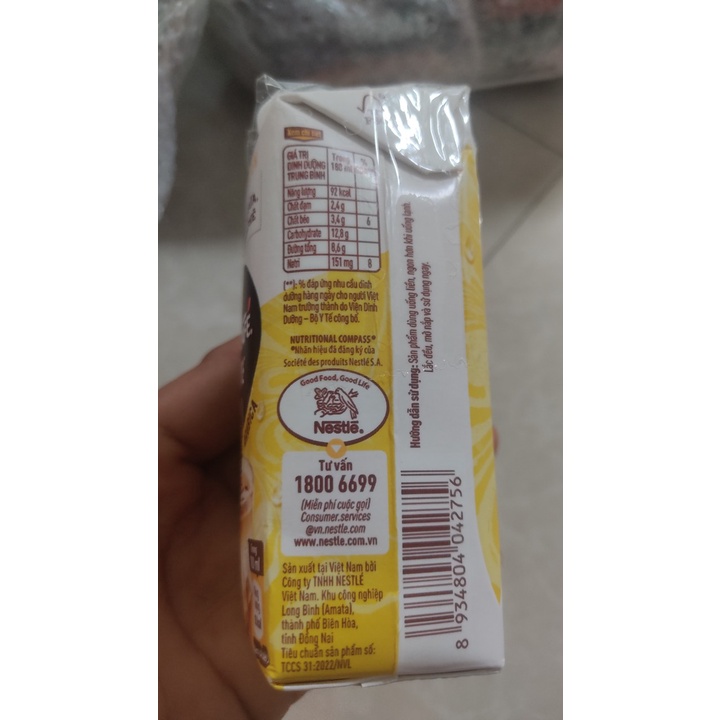 GIÁ TRỊ
DINH DƯỠNG
TRUNG BÌNH
Trong
180 ml
%
Năng lượng 92 kcal
Chất đạm 2,4g
Chất béo 3,4g 6
Carbohydrate 12,8g
Đường tổng 8,6g
Natri 151 mg 8
(**): % đáp ứng nhu cầu dinh
dưỡng hàng ngày cho người Việt
Nam trưởng thành do Viện Dinh
Dưỡng – Bộ Y Tế công bố.
NUTRITIONAL COMPASS®
®Nhãn hiệu đã đăng ký của
Société des produits Nestlé S.A.
Good Food, Good Life
Nestlé®
Tư vấn
1800 6699
(Miễn phí cuộc gọi)
Consumer.services
@vn.nestle.com
www.nestle.com.vn
Sản xuất tại Việt Nam bởi
Công ty TNHH NESTLÉ
Việt Nam. Khu công nghiệp
Long Bình (Amata),
thành phố Biên Hòa,
tỉnh Đồng Nai
Tiêu chuẩn sản phẩm số:
TCCS 31:2022/NVL
Hướng dẫn sử dụng: Sản phẩm dùng uống liền, ngon hơn khi uống lạnh.
Lắc đều, mở nắp và sử dụng ngay.
8 934804 042756